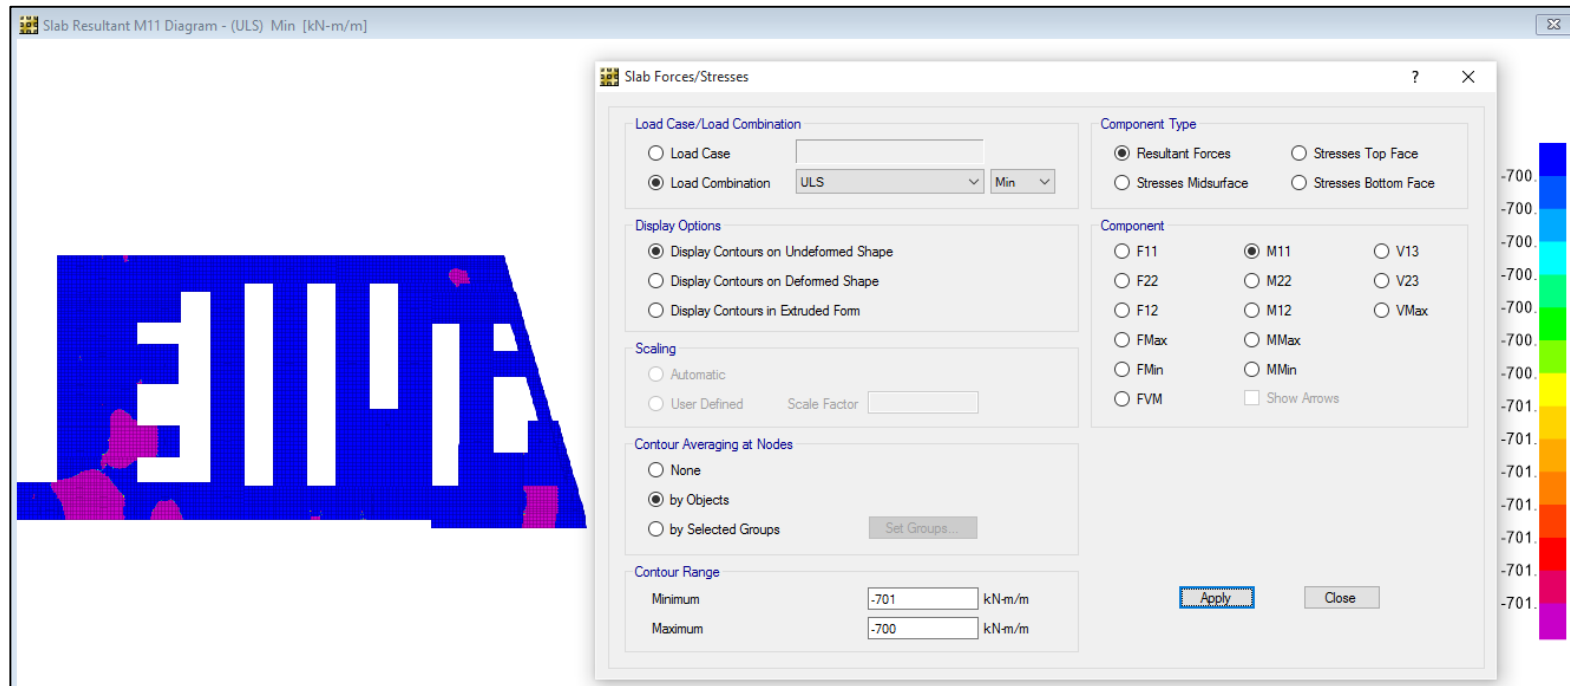 Slab Resultant M11 Diagram - (ULS) Min [kN-m/m]
Slab Forces/Stresses
?
Load Case/Load Combination
Load Case
Load Combination ULS Min
Display Options
Display Contours on Undeformed Shape
Display Contours on Deformed Shape
Display Contours in Extruded Form
Scaling
Automatic
User Defined Scale Factor
Contour Averaging at Nodes
None
by Objects
by Selected Groups Set Groups...
Contour Range
Minimum -701 kN-m/m
Maximum -700 kN-m/m
Component Type
Resultant Forces Stresses Top Face
Stresses Midsurface Stresses Bottom Face
Component
F11 M11 V13
F22 M22 V23
F12 M12 VMax
FMax MMax
FMin MMin
FVM Show Arrows
Apply Close
-700.
-700.
-700.
-700.
-700.
-700.
-700.
-701.
-701.
-701.
-701.
-701.
-701.
-701.